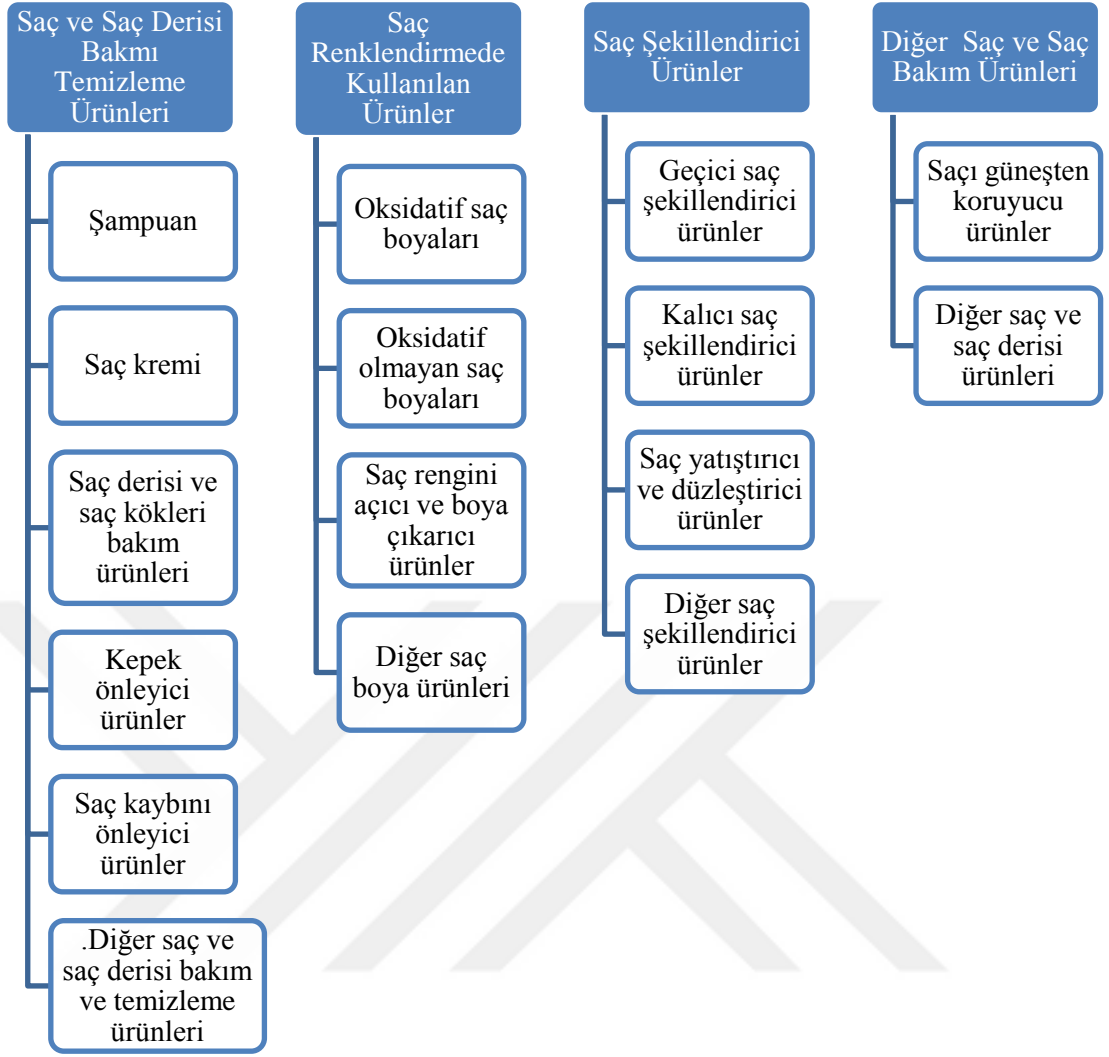 Saç ve Saç Derisi
Bakmı
Temizleme
Ürünleri
Şampuan
Saç kremi
Saç derisi ve
saç kökleri
bakım
ürünleri
Kepek
önleyici
ürünler
Saç kaybını
önleyici
ürünler
.Diğer saç ve
saç derisi bakım
ve temizleme
ürünleri
Saç
Renklendirmede
Kullanılan
Ürünler
Oksidatif saç
boyaları
Oksidatif
olmayan saç
boyaları
Saç rengini
açıcı ve boya
çıkarıcı
ürünler
Diğer saç
boya ürünleri
Saç Şekillendirici
Ürünler
Geçici saç
şekillendirici
ürünler
Kalıcı saç
şekillendirici
ürünler
Saç yatıştırıcı
ve düzleştirici
ürünler
Diğer saç
şekillendirici
ürünler
Diğer Saç ve Saç
Bakım Ürünleri
Saçı güneşten
koruyucu
ürünler
Diğer saç ve
saç derisi
ürünleri